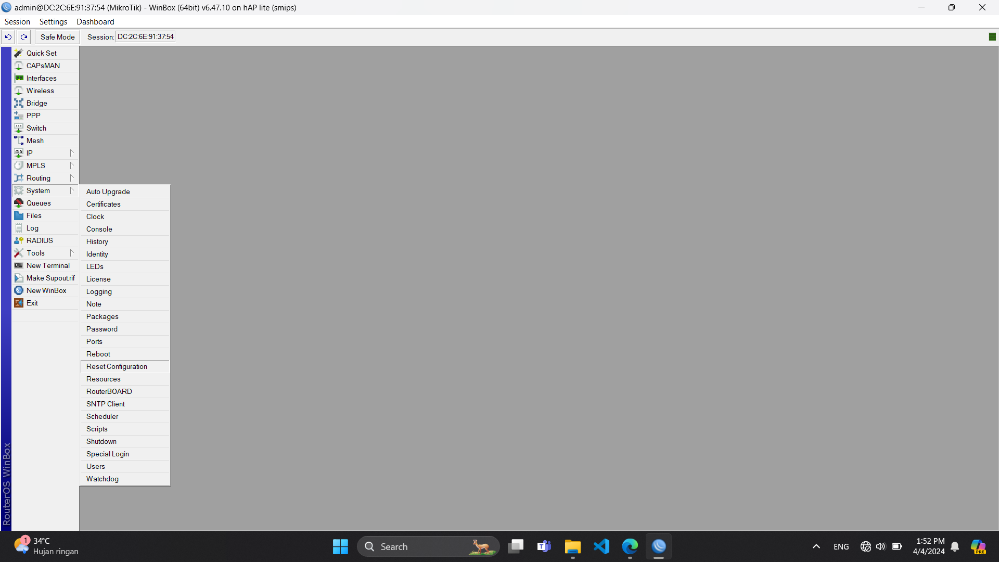 admin@DC:2C:6E:91:37:54 (MikroTik) - WinBox (64bit) v6.47.10 on hAP lite (smips)
Session Settings Dashboard
Safe Mode Session: DC:2C:6E:91:37:54
Quick Set
CAPsMAN
Interfaces
Wireless
Bridge
PPP
Switch
Mesh
IP
MPLS
Routing
System
Queues
Files
Log
RADIUS
Tools
New Terminal
Make Supout.rif
New WinBox
Exit
Auto Upgrade
Certificates
Clock
Console
History
Identity
LEDs
License
Logging
Note
Packages
Password
Ports
Reboot
Reset Configuration
Resources
RouterBOARD
SNTP Client
Scheduler
Scripts
Shutdown
Special Login
Users
Watchdog
RouterOS WinBox
1
34°C
Hujan ringan
Search
ENG
1:52 PM
4/4/2024